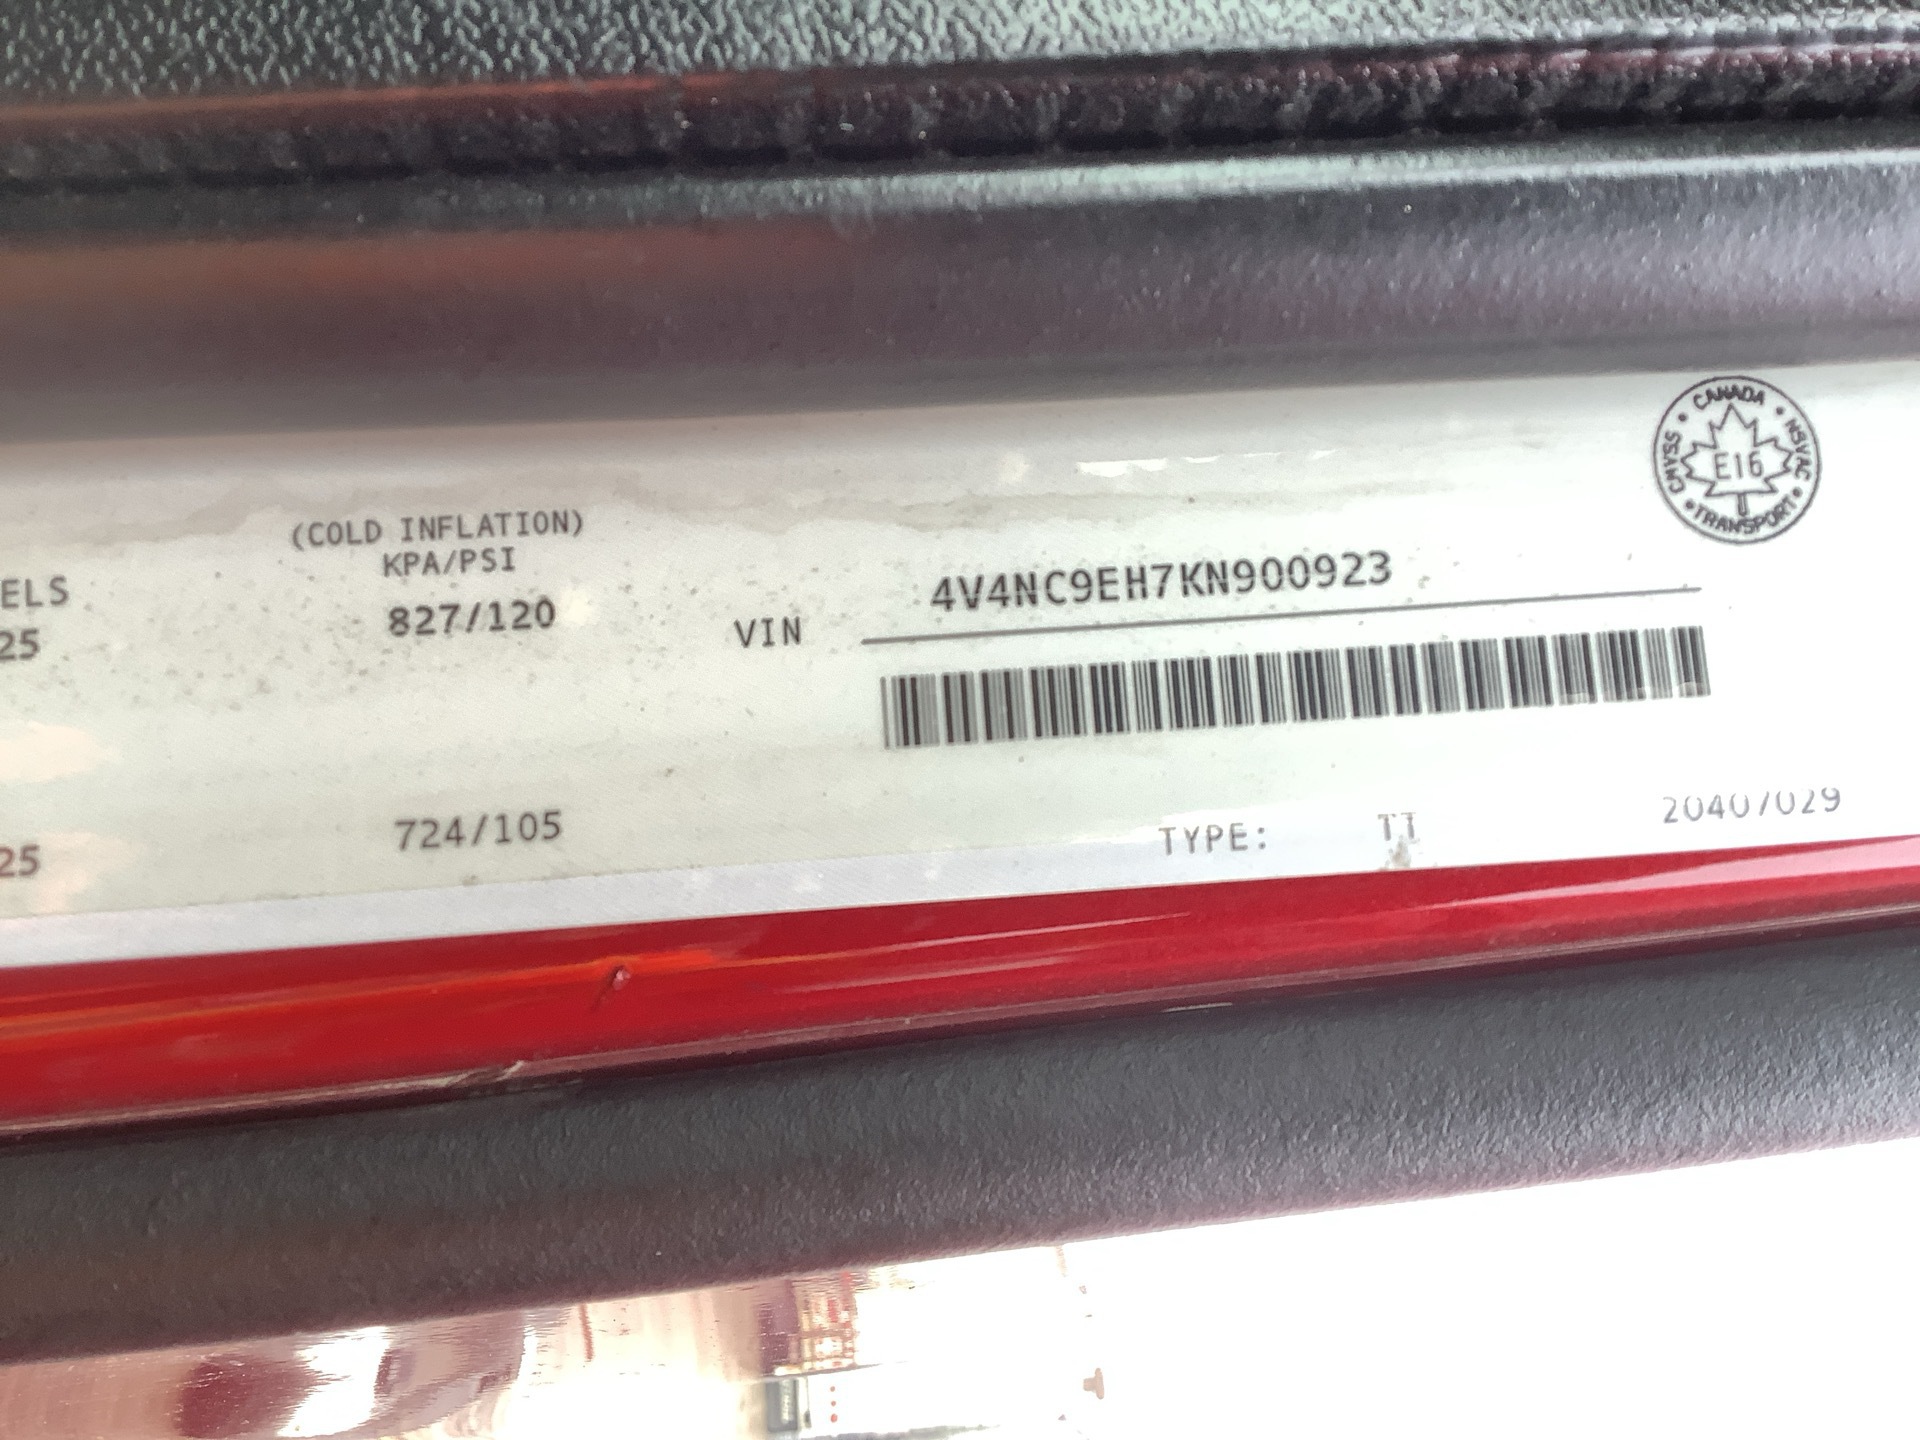 CANADA
CMVSS NSVAC
E16
TRANSPORT
(COLD INFLATION)
KPA/PSI
ELS
827/120
25
VIN 4V4NC9EH7KN900923
724/105
25
TYPE: TT 2040/029